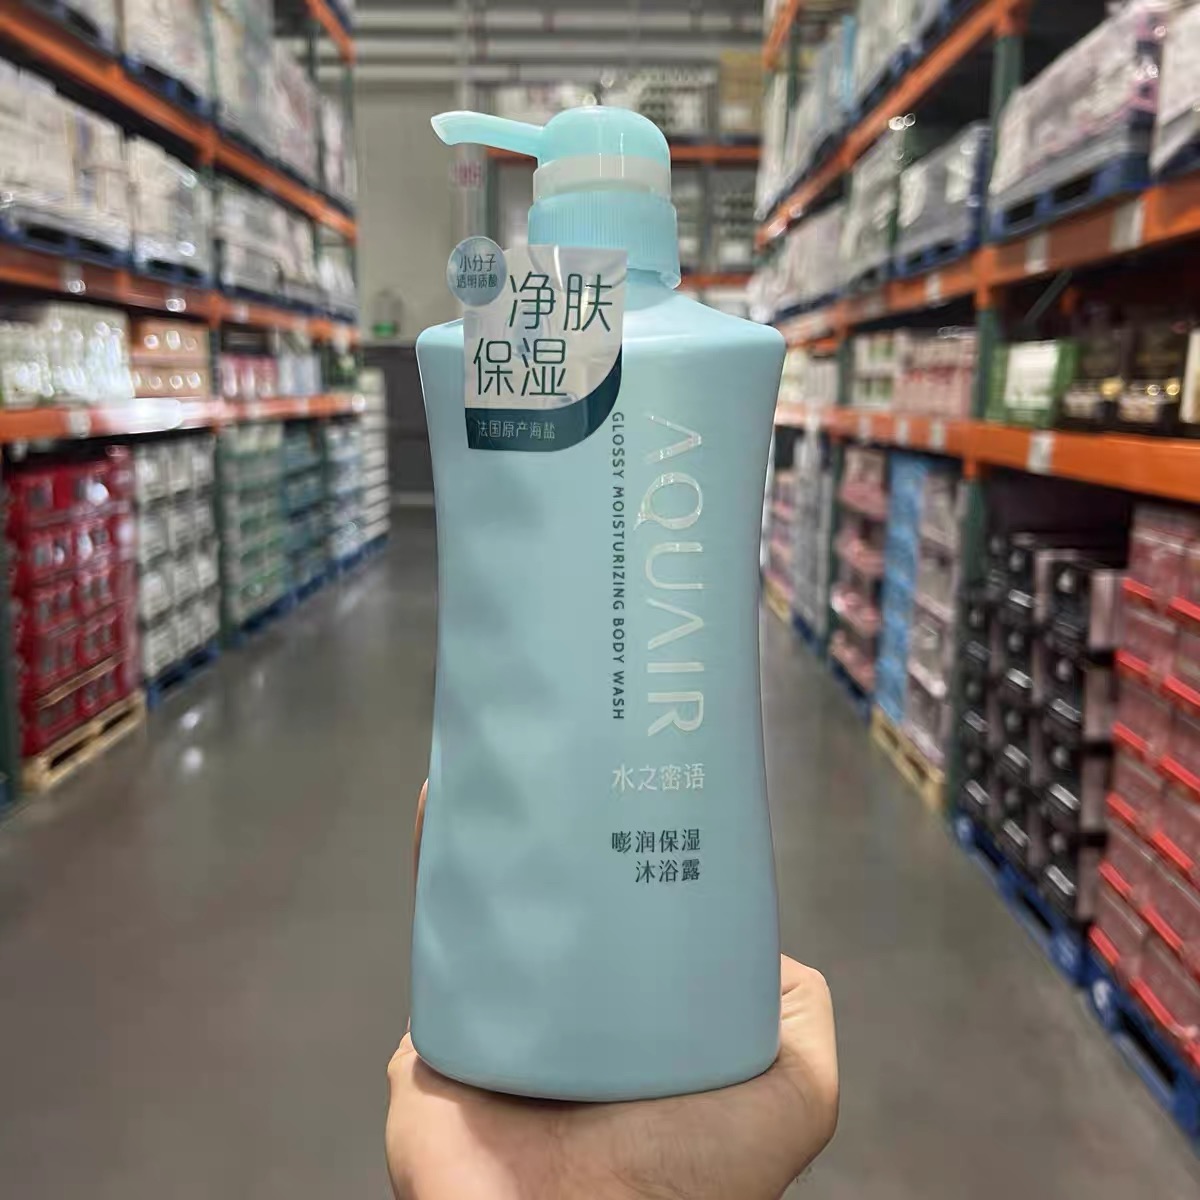 小分子
透明质酸
净肤
保湿
法国原产海盐
AQUAIR
GLOSSY MOISTURIZING BODY WASH
水之密语
嘭润保湿
沐浴露